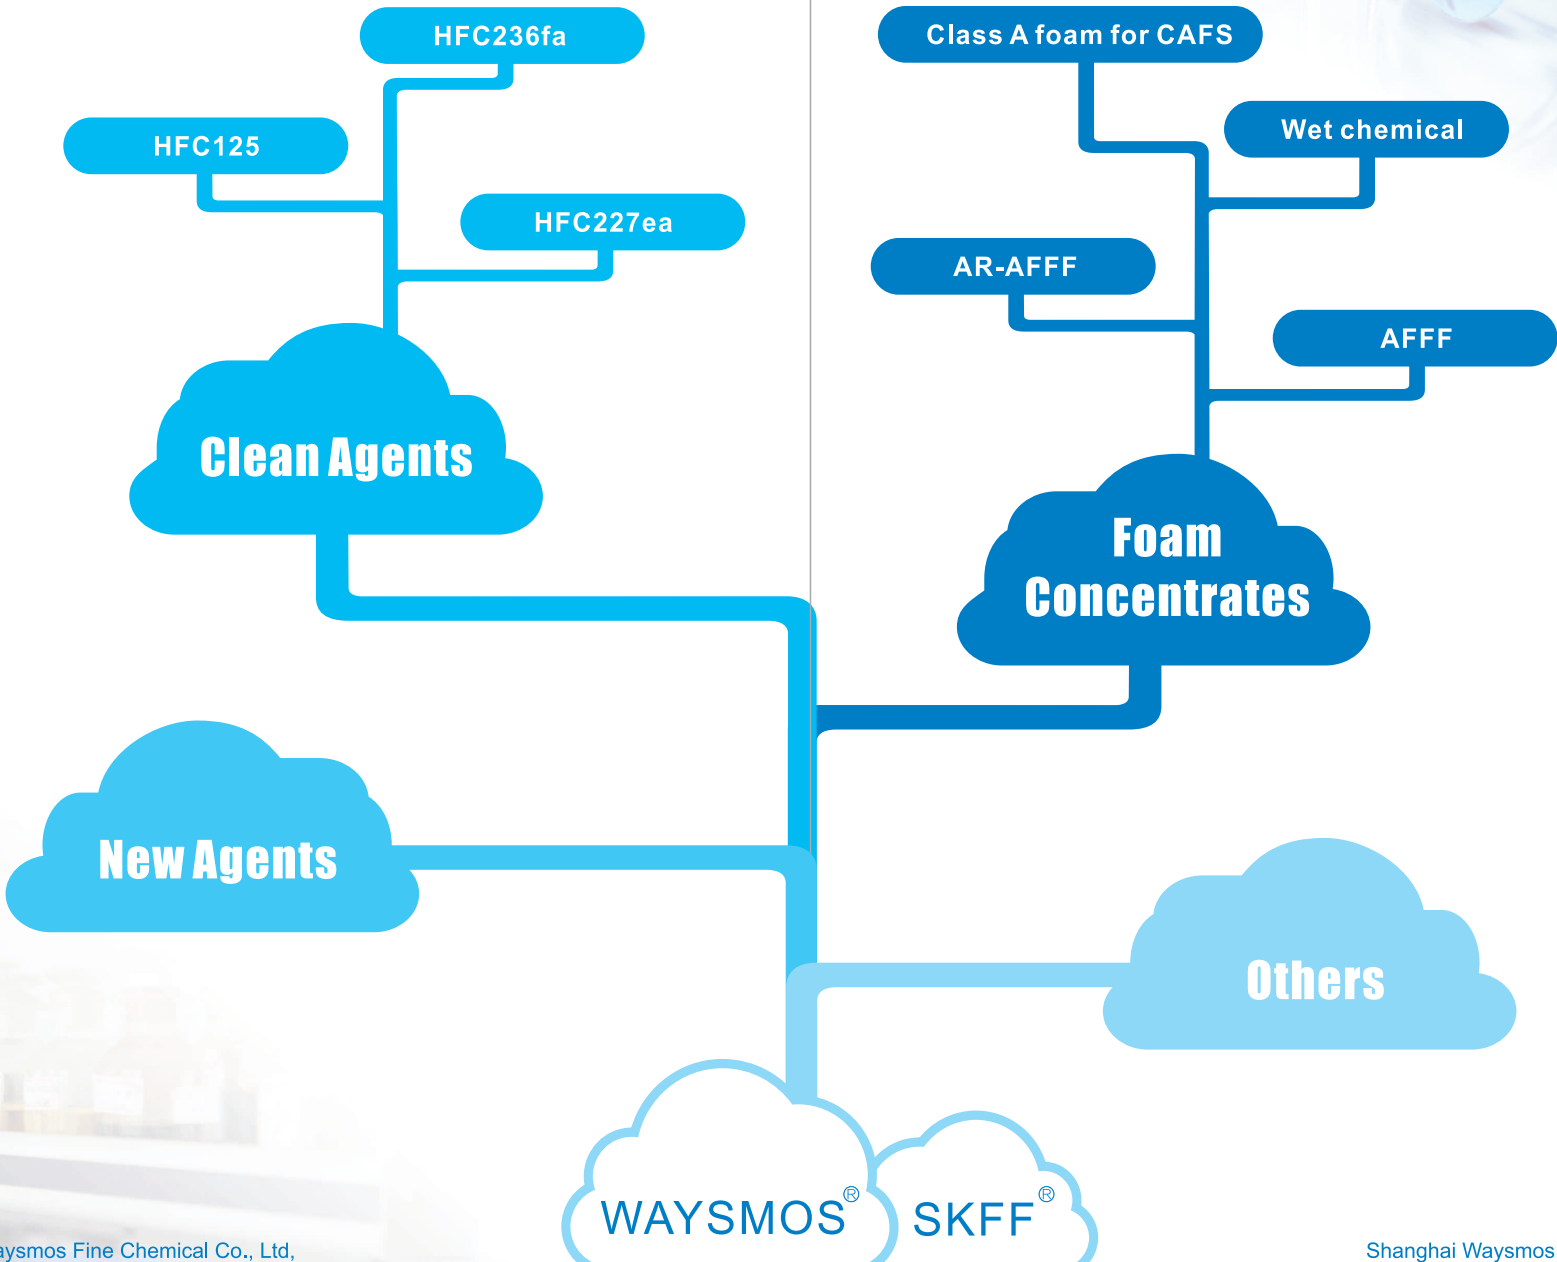 HFC236fa
HFC125
HFC227ea
Clean Agents
Class A foam for CAFS
Wet chemical
AR-AFFF
AFFF
Foam
Concentrates
New Agents
Others
WAYSMOS®
SKFF®
aysmos Fine Chemical Co., Ltd,
Shanghai Waysmos